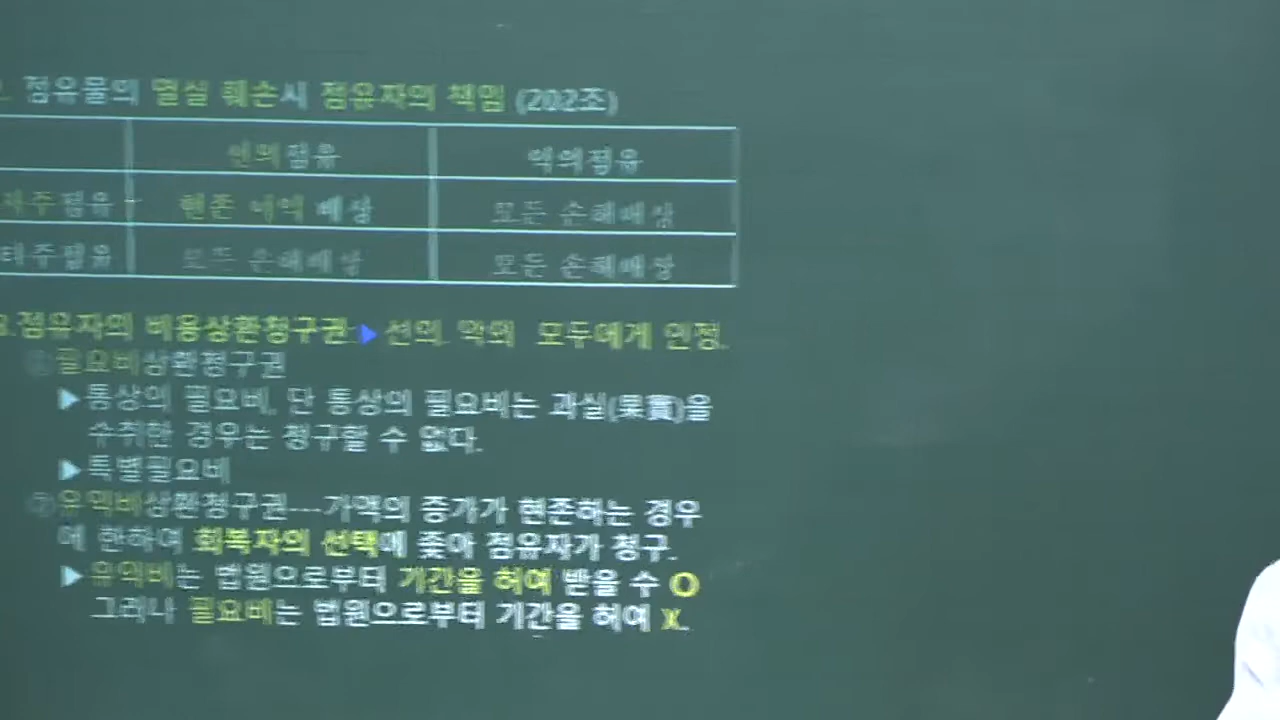 점유물의 멸실 훼손시 점유자의 책임 (202조)
선의점유 악의점유
자주점유 현존 이익 배상 모든 손해배상
타주점유 모든 손해배상 모든 손해배상
3.점유자의 비용상환청구권 ▶선의. 악의 모두에게 인정.
①필요비상환청구권
▶통상의 필요비. 단 통상의 필요비는 과실(果實)을
수취한 경우는 청구할 수 없다.
▶특별필요비
②유익비상환청구권…가액의 증가가 현존하는 경우
에 한하여 회복자의 선택에 좇아 점유자가 청구.
▶유익비는 법원으로부터 기간을 허여 받을 수 O
그러나 필요비는 법원으로부터 기간을 허여 X.